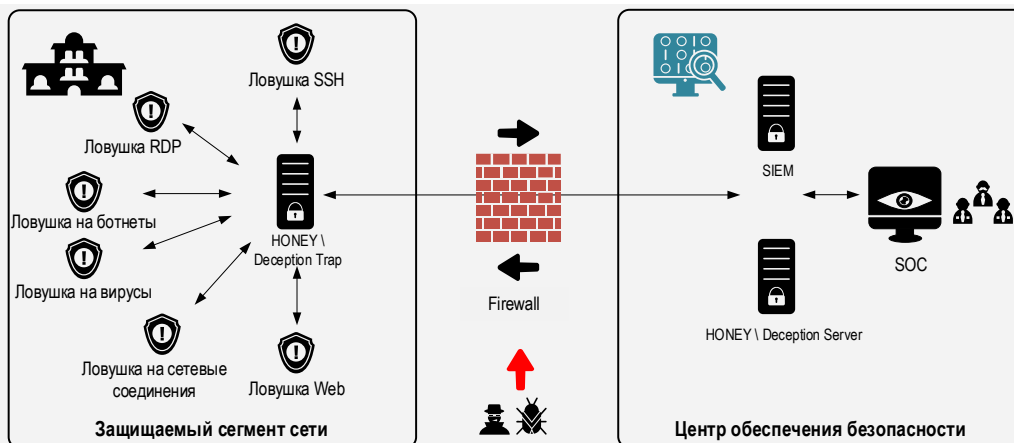 Ловушка SSH
Ловушка RDP
Ловушка на ботнеты
HONEY \
Deception Trap
Ловушка на вирусы
Ловушка на сетевые
соединения
Ловушка Web
Защищаемый сегмент сети
Firewall
SIEM
SOC
HONEY \ Deception Server
Центр обеспечения безопасности